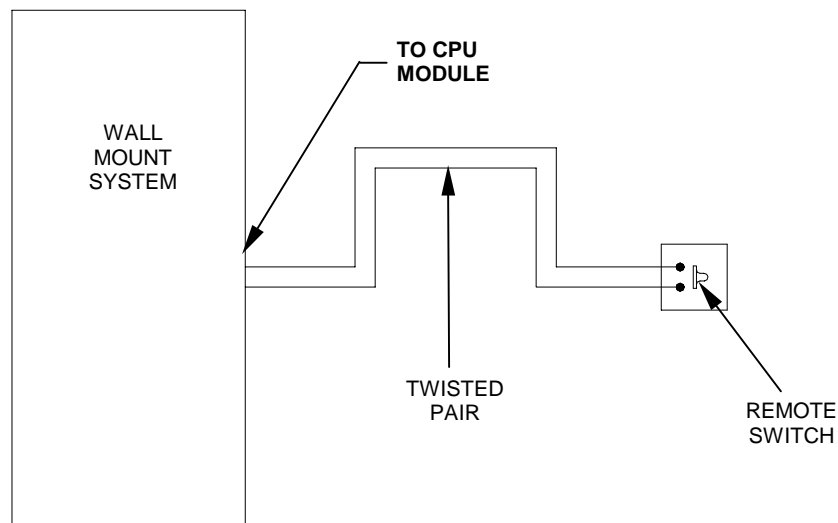 TO CPU
MODULE
WALL
MOUNT
SYSTEM
TWISTED
PAIR
REMOTE
SWITCH